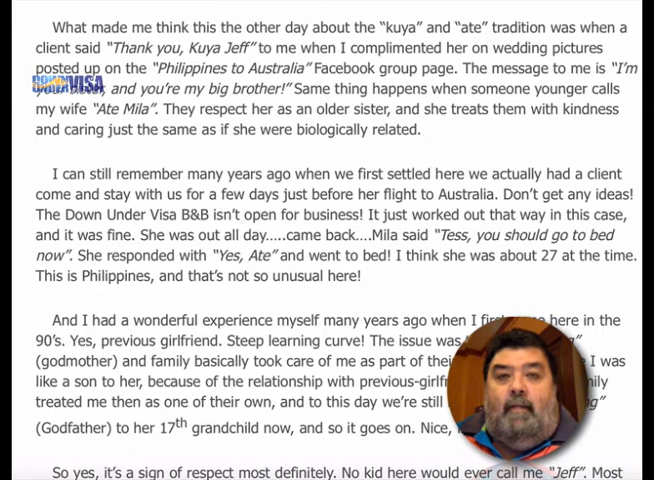 What made me think this the other day about the “kuya” and “ate” tradition was when a
client said “Thank you, Kuya Jeff” to me when I complimented her on wedding pictures
posted up on the “Philippines to Australia” Facebook group page. The message to me is “I’m
VISA and you’re my big brother!” Same thing happens when someone younger calls
my wife “Ate Mila”. They respect her as an older sister, and she treats them with kindness
and caring just the same as if she were biologically related.
I can still remember many years ago when we first settled here we actually had a client
come and stay with us for a few days just before her flight to Australia. Don’t get any ideas!
The Down Under Visa B&B isn’t open for business! It just worked out that way in this case,
and it was fine. She was out all day.....came back....Mila said “Tess, you should go to bed
now”. She responded with “Yes, Ate” and went to bed! I think she was about 27 at the time.
This is Philippines, and that’s not so unusual here!
And I had a wonderful experience myself many years ago when I here in the
90’s. Yes, previous girlfriend. Steep learning curve! The issue was
(godmother) and family basically took care of me as part of I was
like a son to her, because of the relationship with
treated me then as one of their own, and to this day we’re still
(Godfather) to her 17th grandchild now, and so it goes on. Nice,
So yes, it’s a sign of respect most definitely. No kid here would ever call me “Jeff”. Most